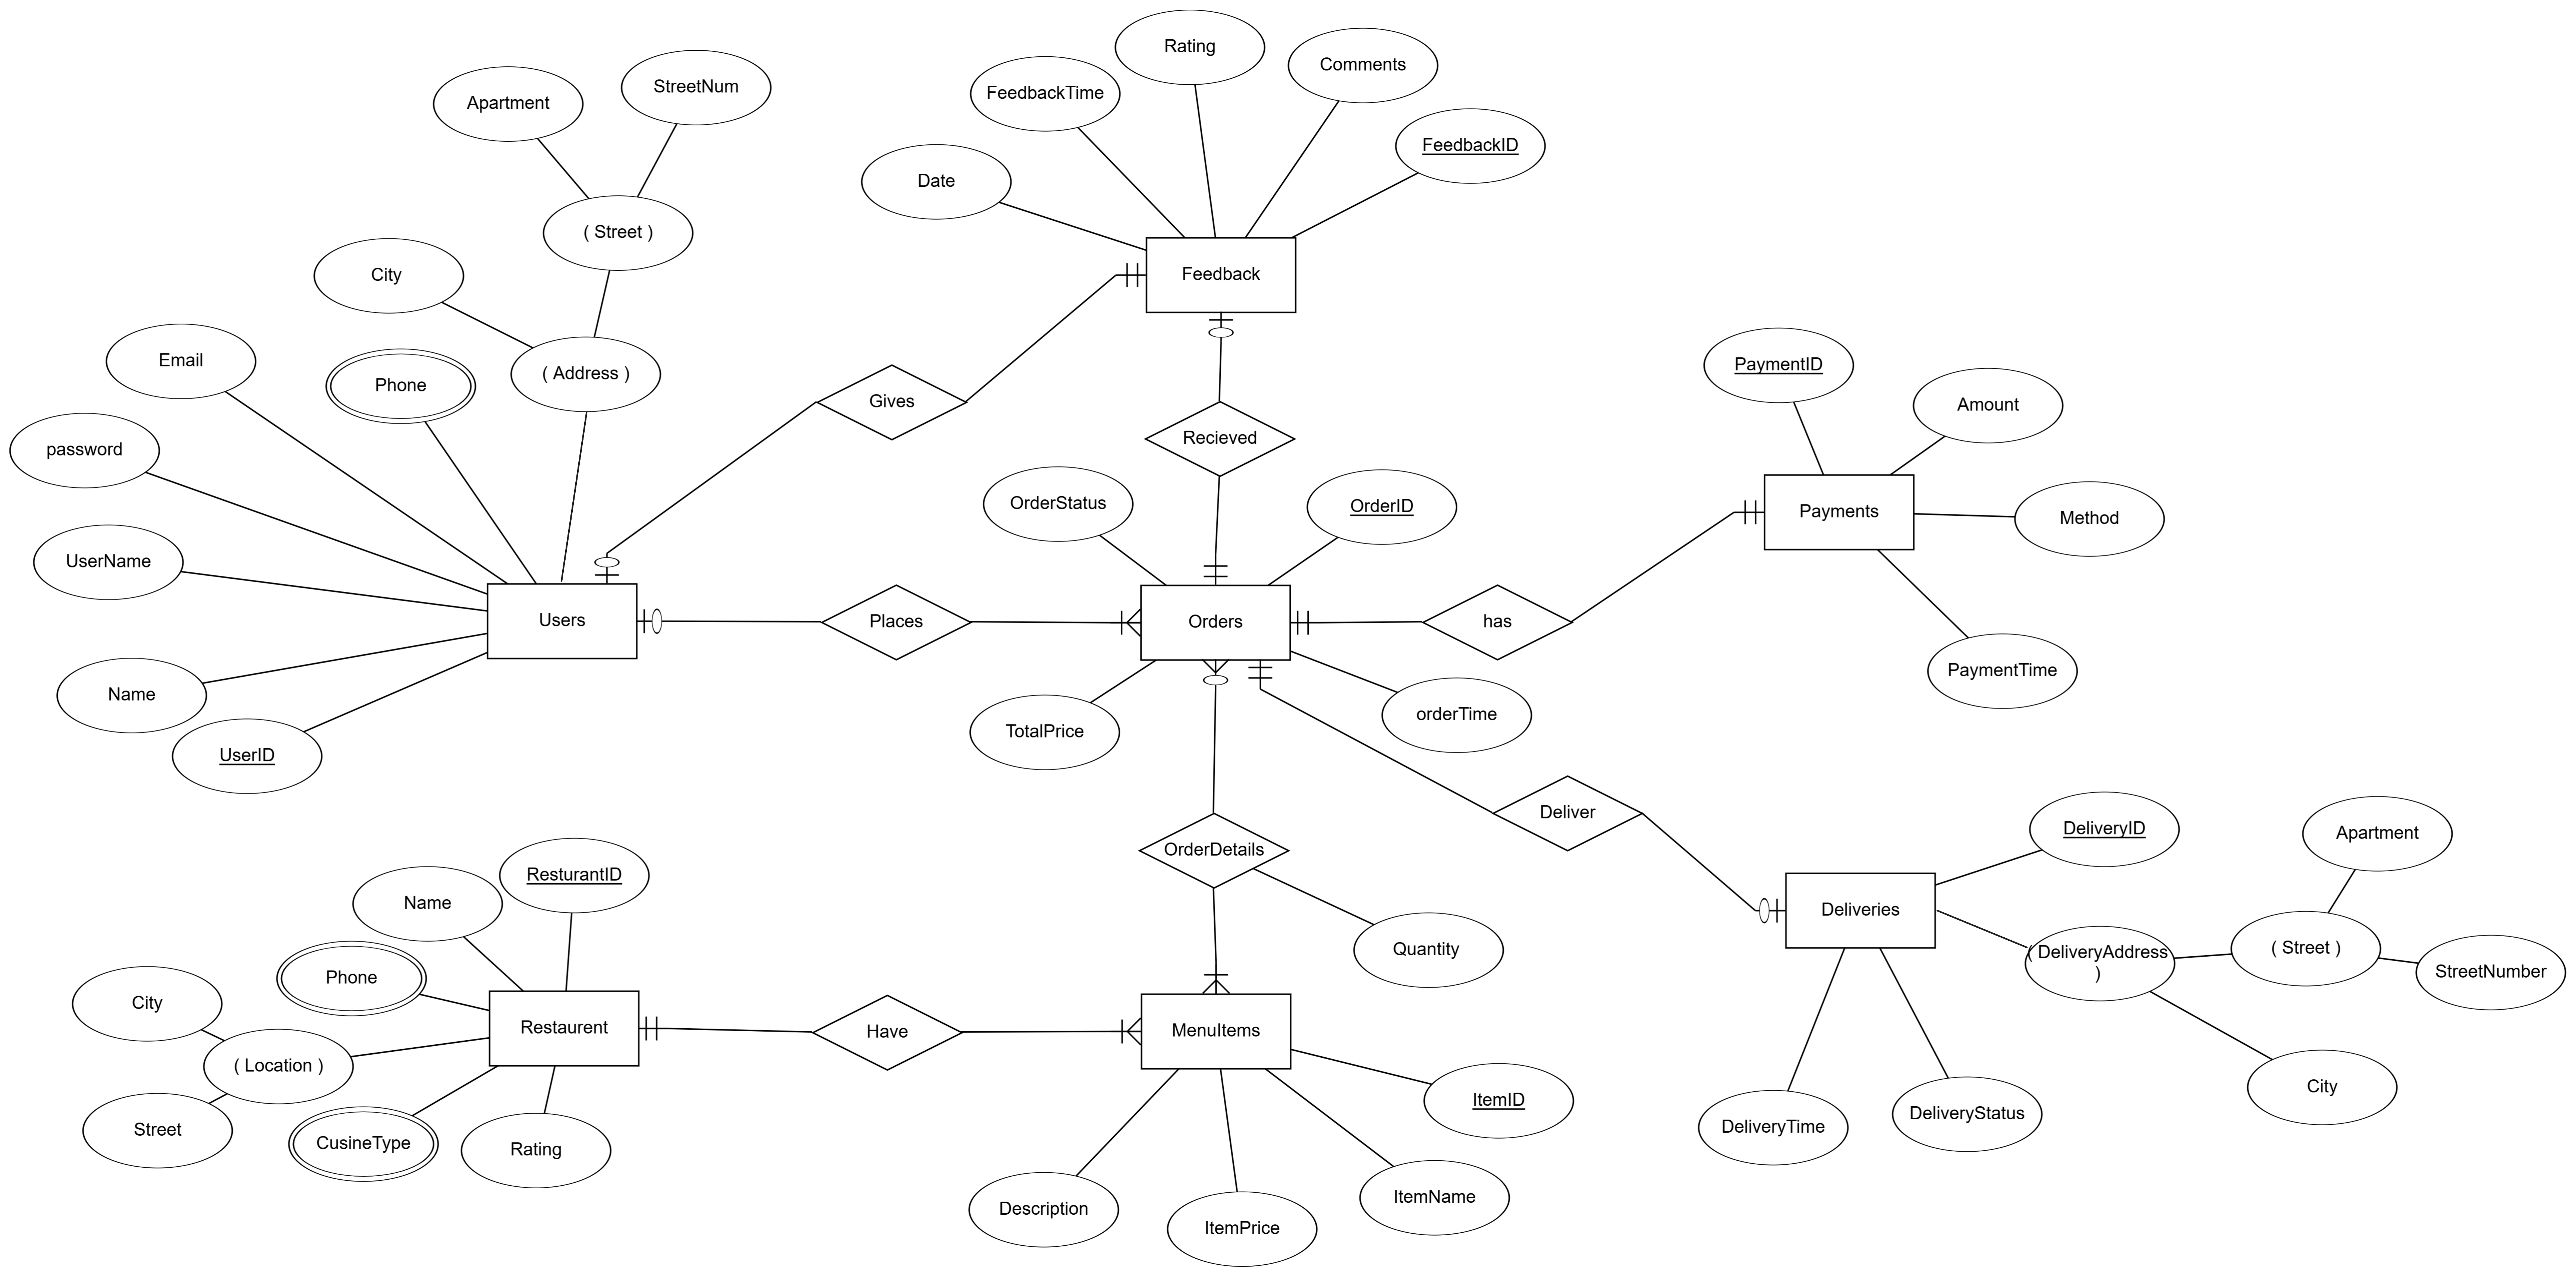 Rating
Comments
StreetNum
FeedbackTime
Apartment
FeedbackID
Date
( Street )
Feedback
City
Email
Phone
( Address )
PaymentID
Gives
Amount
Recieved
password
OrderStatus
OrderID
Payments
Method
UserName
Users
Places
Orders
has
PaymentTime
Name
orderTime
TotalPrice
UserID
Deliver
DeliveryID
Apartment
OrderDetails
ResturantID
Name
Deliveries
Quantity
( DeliveryAddress
)
( Street )
StreetNumber
Phone
City
Restaurent
Have
MenuItems
( Location )
City
ItemID
DeliveryTime
DeliveryStatus
Street
CusineType
Rating
ItemName
Description
ItemPrice